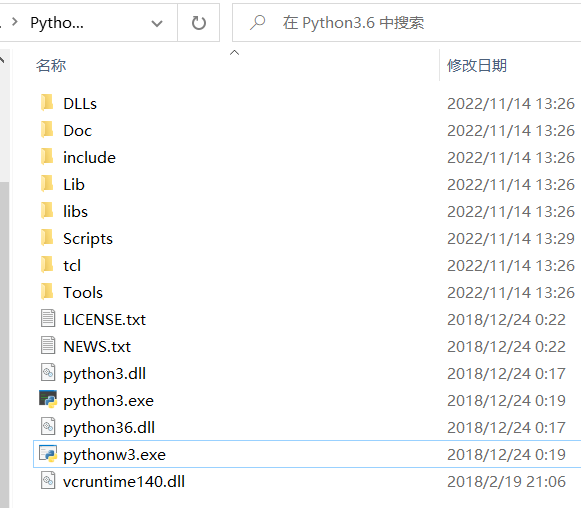 Pytho...
在 Python3.6 中搜索
名称 修改日期
DLLs 2022/11/14 13:26
Doc 2022/11/14 13:26
include 2022/11/14 13:26
Lib 2022/11/14 13:26
libs 2022/11/14 13:26
Scripts 2022/11/14 13:29
tcl 2022/11/14 13:26
Tools 2022/11/14 13:26
LICENSE.txt 2018/12/24 0:22
NEWS.txt 2018/12/24 0:22
python3.dll 2018/12/24 0:17
python3.exe 2018/12/24 0:19
python36.dll 2018/12/24 0:17
pythonw3.exe 2018/12/24 0:19
vcruntime140.dll 2018/2/19 21:06